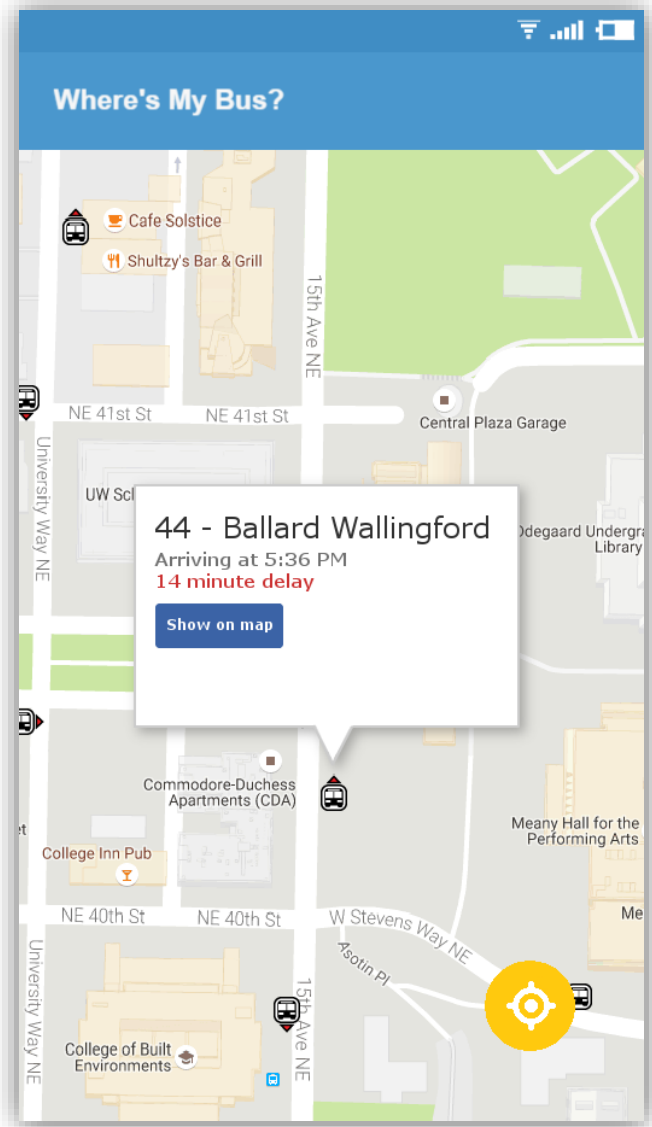 Where's My Bus?
Cafe Solstice
Shultzy's Bar & Grill
15th Ave NE
NE 41st St
NE 41st St
Central Plaza Garage
University Way NE
UW Scl
44 - Ballard Wallingford
Arriving at 5:36 PM
14 minute delay
Show on map
Odegaard Undergra
Library
Commodore-Duchess
Apartments (CDA)
et
College Inn Pub
Meany Hall for the
Performing Arts
Me
NE 40th St
NE 40th St
W Stevens Way NE
Asotin Pl
University Way NE
15th Ave NE
College of Built
Environments